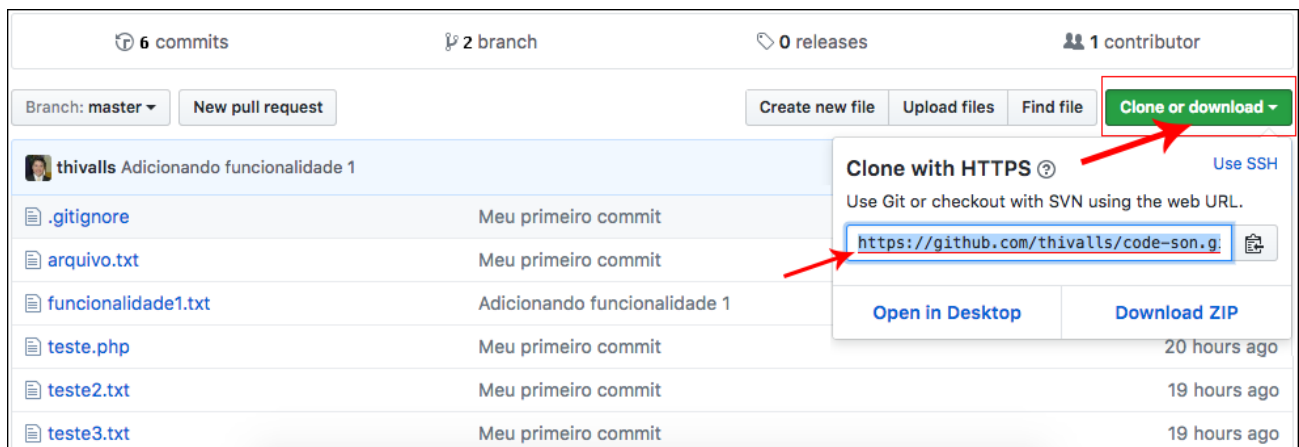 6 commits 2 branch 0 releases 1 contributor
Branch: master New pull request Create new file Upload files Find file Clone or download
thivalls Adicionando funcionalidade 1
Clone with HTTPS ? Use SSH
Use Git or checkout with SVN using the web URL.
https://github.com/thivalls/code-son.g
Open in Desktop Download ZIP
.gitignore Meu primeiro commit
arquivo.txt Meu primeiro commit
funcionalidade1.txt Adicionando funcionalidade 1
teste.php Meu primeiro commit 20 hours ago
teste2.txt Meu primeiro commit 19 hours ago
teste3.txt Meu primeiro commit 19 hours ago